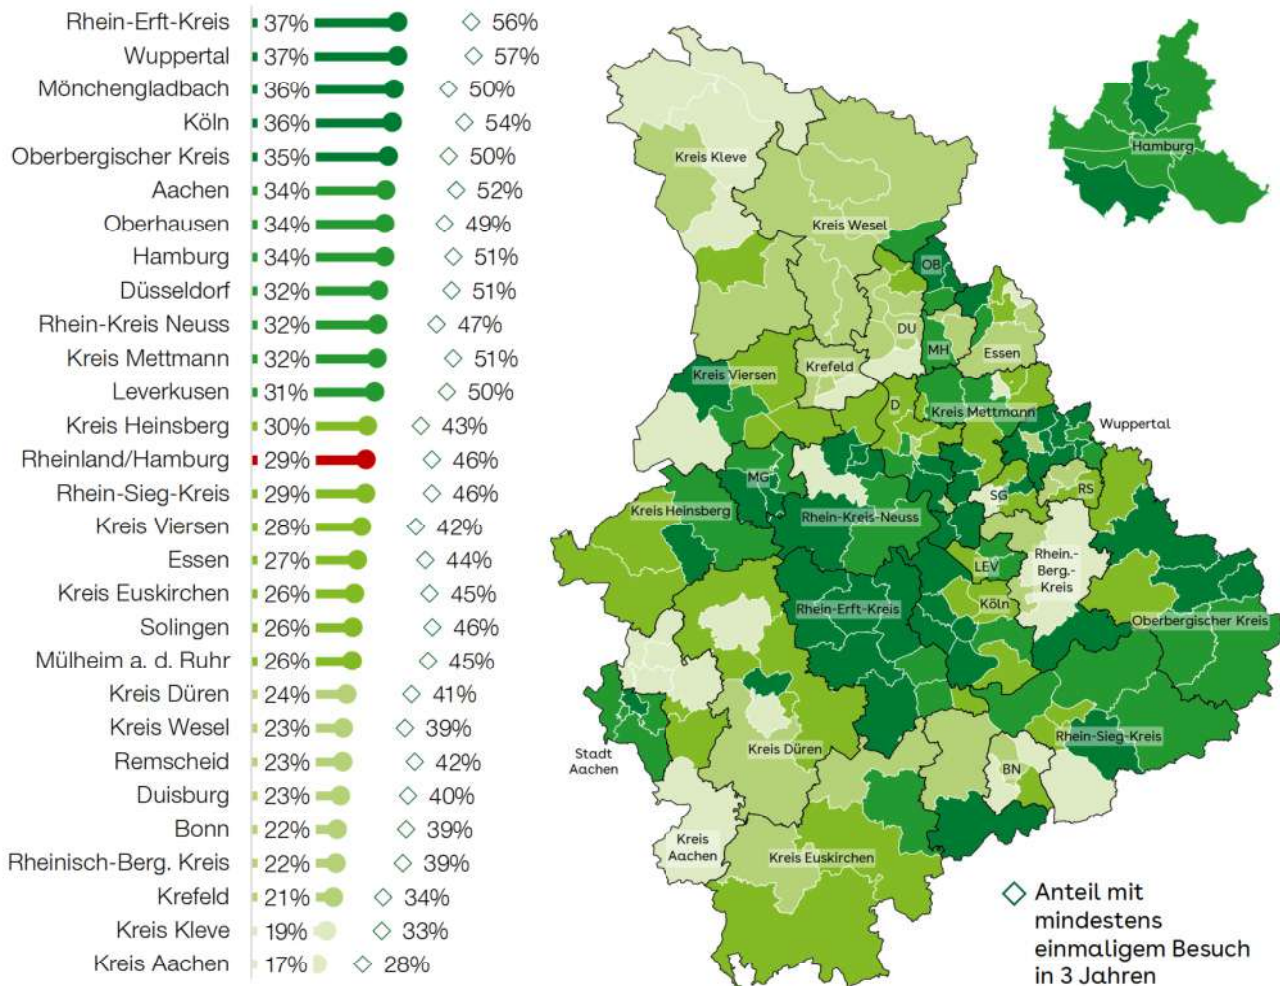 Rhein-Erft-Kreis 37% 56%
Wuppertal 37% 57%
Mönchengladbach 36% 50%
Köln 36% 54%
Oberbergischer Kreis 35% 50%
Aachen 34% 52%
Oberhausen 34% 49%
Hamburg 34% 51%
Düsseldorf 32% 51%
Rhein-Kreis Neuss 32% 47%
Kreis Mettmann 32% 51%
Leverkusen 31% 50%
Kreis Heinsberg 30% 43%
Rheinland/Hamburg 29% 46%
Rhein-Sieg-Kreis 29% 46%
Kreis Viersen 28% 42%
Essen 27% 44%
Kreis Euskirchen 26% 45%
Solingen 26% 46%
Mülheim a. d. Ruhr 26% 45%
Kreis Düren 24% 41%
Kreis Wesel 23% 39%
Remscheid 23% 42%
Duisburg 23% 40%
Bonn 22% 39%
Rheinisch-Berg. Kreis 22% 39%
Krefeld 21% 34%
Kreis Kleve 19% 33%
Kreis Aachen 17% 28%
Hamburg
Kreis Kleve
Kreis Wesel
OB
DU
MH
Essen
Krefeld
Kreis Viersen
D
Kreis Mettmann
Wuppertal
MG
SG
RS
Kreis Heinsberg
Rhein-Kreis-Neuss
LEV
Rhein.-
Berg.-
Kreis
Köln
Rhein-Erft-Kreis
Oberbergischer Kreis
Rhein-Sieg-Kreis
Stadt
Aachen
Kreis Düren
BN
Kreis
Aachen
Kreis Euskirchen
Anteil mit
mindestens
einmaligem Besuch
in 3 Jahren